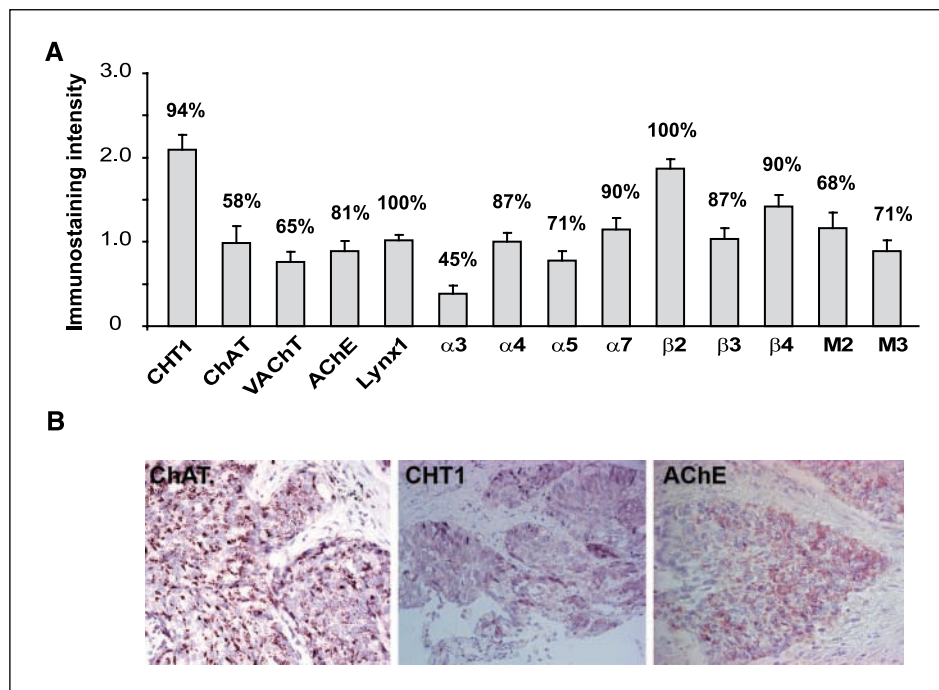 A
Immunostaining intensity
3.0
2.0
1.0
0
94%
58%
65%
81%
100%
45%
87%
71%
90%
100%
87%
90%
68%
71%
CHT1
ChAT
VAChT
AChE
Lynx1
α3
α4
α5
α7
β2
β3
β4
M2
M3
B
ChAT
CHT1
AChE